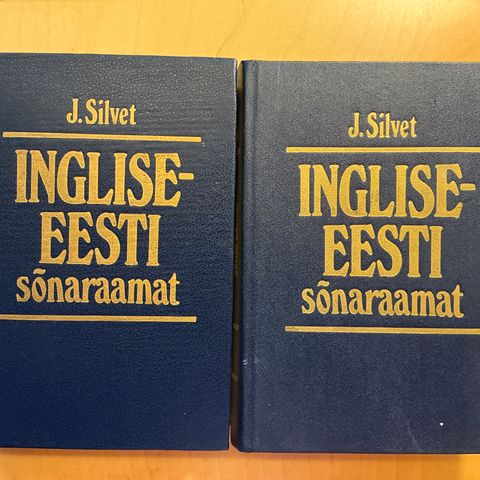 J. Silvet
INGLISE-
EESTI
sõnaraamat
J. Silvet
INGLISE-
EESTI
sõnaraamat